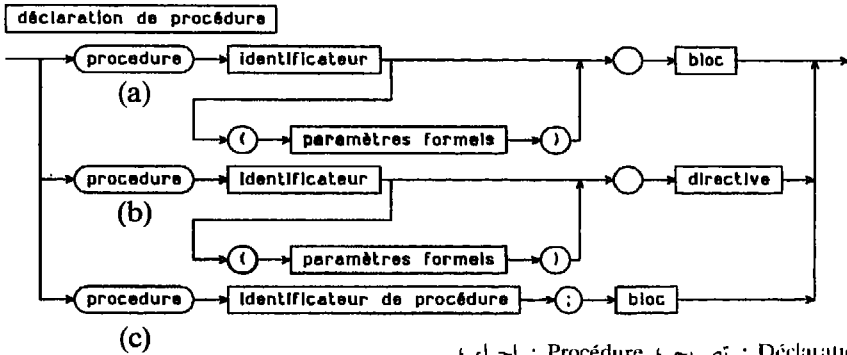 déclaration de procédure
procedure identificateur bloc
(a)
( paramètres formels )
procedure identificateur directive
(b)
( paramètres formels )
procedure identificateur de procédure ; bloc
(c)
: Procédure : Déclaratio